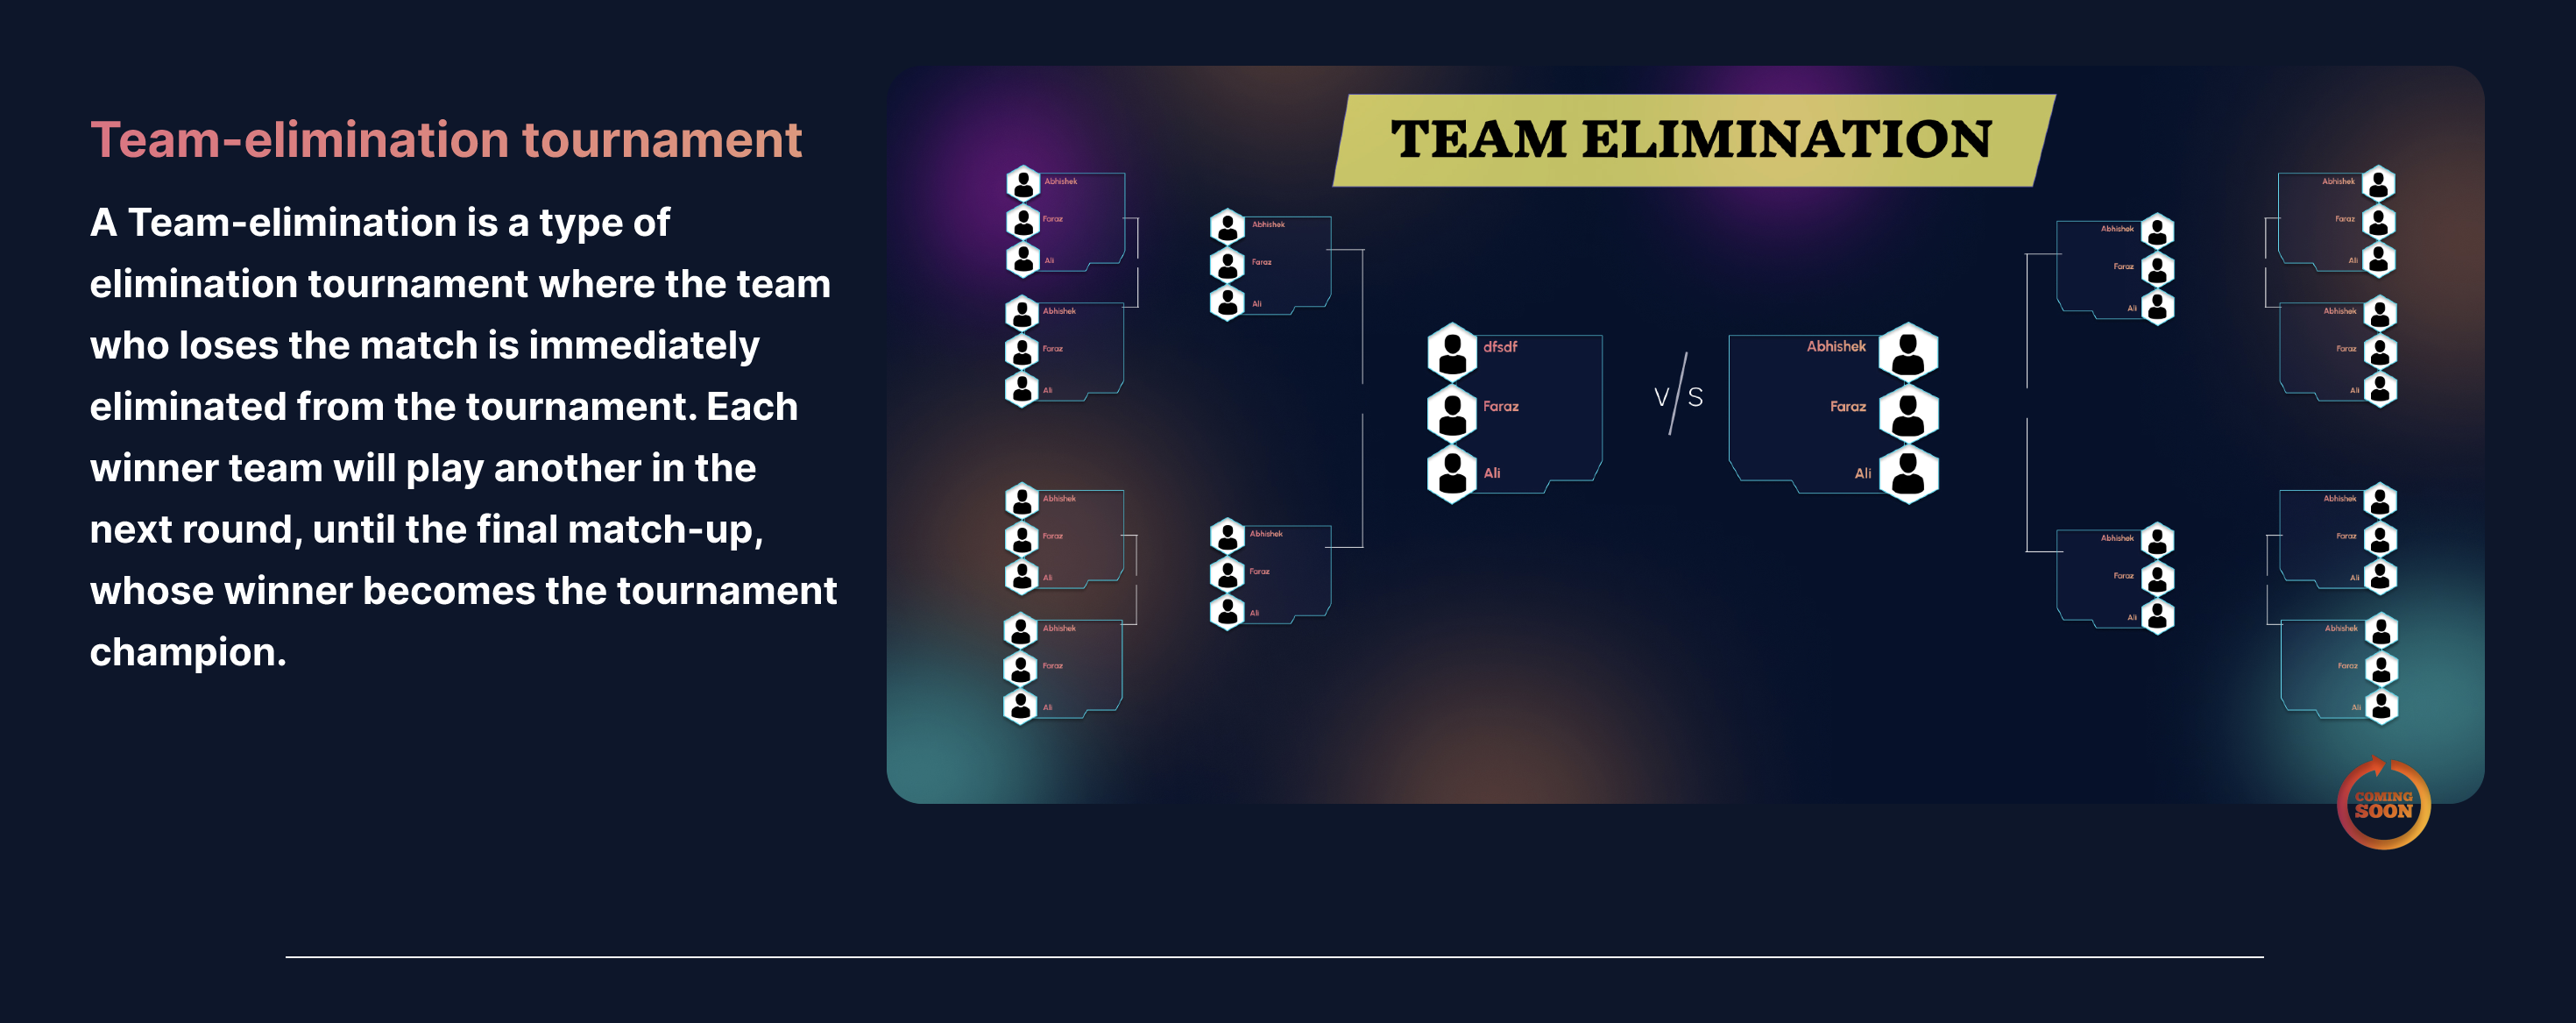 Team-elimination tournament
A Team-elimination is a type of
elimination tournament where the team
who loses the match is immediately
eliminated from the tournament. Each
winner team will play another in the
next round, until the final match-up,
whose winner becomes the tournament
champion.
TEAM ELIMINATION
Abhishek
Faraz
Ali
Abhishek
Faraz
Ali
Abhishek
Faraz
Ali
Abhishek
Faraz
Ali
Abhishek
Faraz
Ali
Abhishek
Faraz
Ali
dfsdf
Faraz
Ali
V/S
Abhishek
Faraz
Ali
Abhishek
Faraz
Ali
Abhishek
Faraz
Ali
Abhishek
Faraz
Ali
Abhishek
Faraz
Ali
Abhishek
Faraz
Ali
Abhishek
Faraz
Ali
COMING
SOON